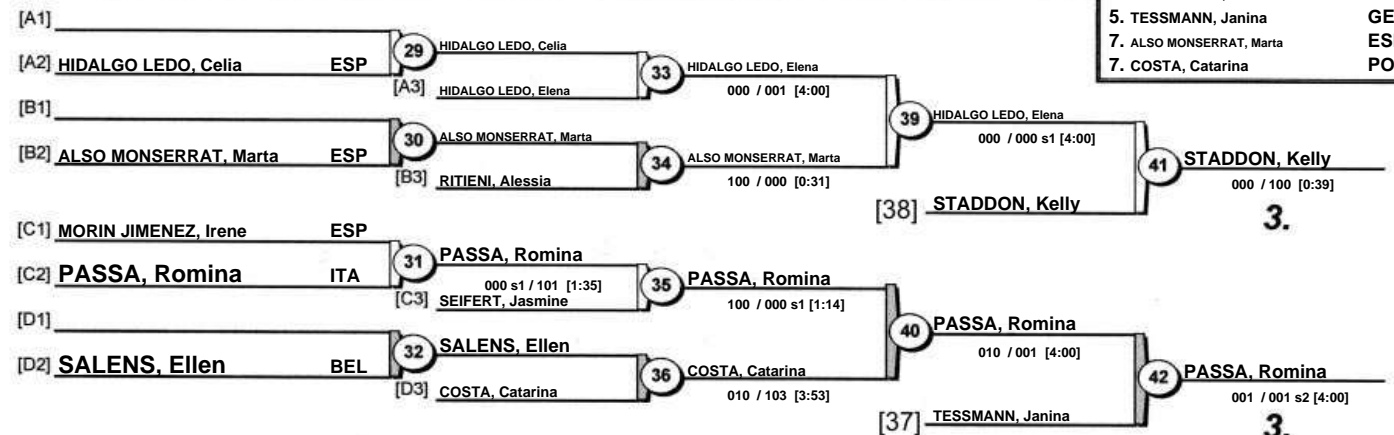 5. TESSMANN, Janina GE
7. ALSO MONSERRAT, Marta ES
7. COSTA, Catarina PO
[A1]
[A2] HIDALGO LEDO, Celia ESP
29
HIDALGO LEDO, Celia
[A3] HIDALGO LEDO, Elena
33
HIDALGO LEDO, Elena
000 / 001 [4:00]
[B1]
[B2] ALSO MONSERRAT, Marta ESP
30
ALSO MONSERRAT, Marta
[B3] RITIENI, Alessia
34
ALSO MONSERRAT, Marta
100 / 000 [0:31]
39
HIDALGO LEDO, Elena
000 / 000 s1 [4:00]
[38] STADDON, Kelly
41
STADDON, Kelly
000 / 100 [0:39]
3.
[C1] MORIN JIMENEZ, Irene ESP
[C2] PASSA, Romina ITA
31
PASSA, Romina
000 s1 / 101 [1:35]
[C3] SEIFERT, Jasmine
35
PASSA, Romina
100 / 000 s1 [1:14]
[D1]
[D2] SALENS, Ellen BEL
32
SALENS, Ellen
[D3] COSTA, Catarina
36
COSTA, Catarina
010 / 103 [3:53]
40
PASSA, Romina
010 / 001 [4:00]
[37] TESSMANN, Janina
42
PASSA, Romina
001 / 001 s2 [4:00]
3.